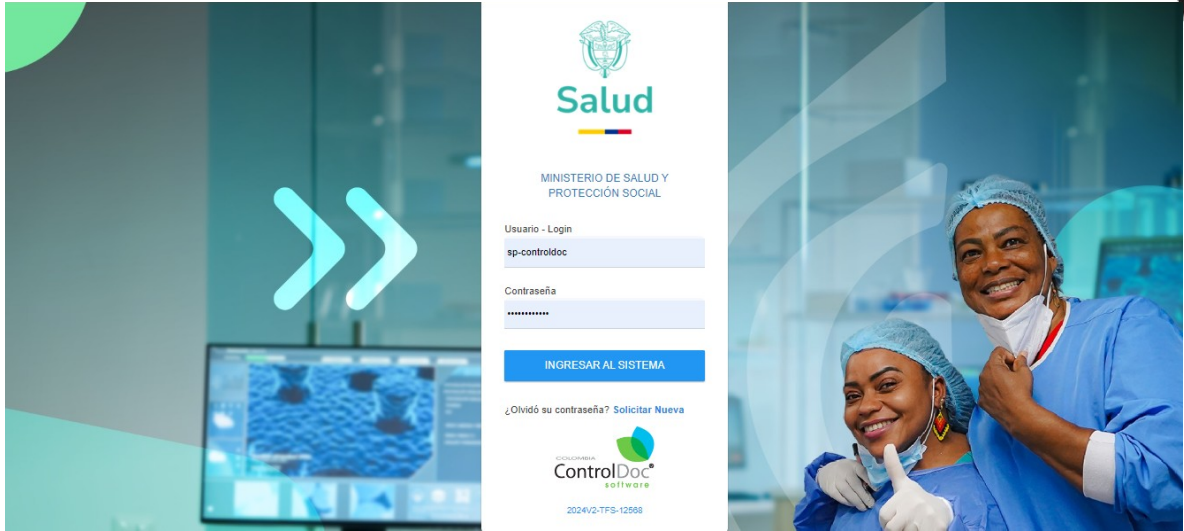 Salud
MINISTERIO DE SALUD Y
PROTECCIÓN SOCIAL
Usuario - Login
sp-controldoc
Contraseña
••••••••••••
INGRESAR AL SISTEMA
¿Olvidó su contraseña? Solicitar Nueva
COLOMBIA
ControlDoc®
software
2024V2-TFS-12568